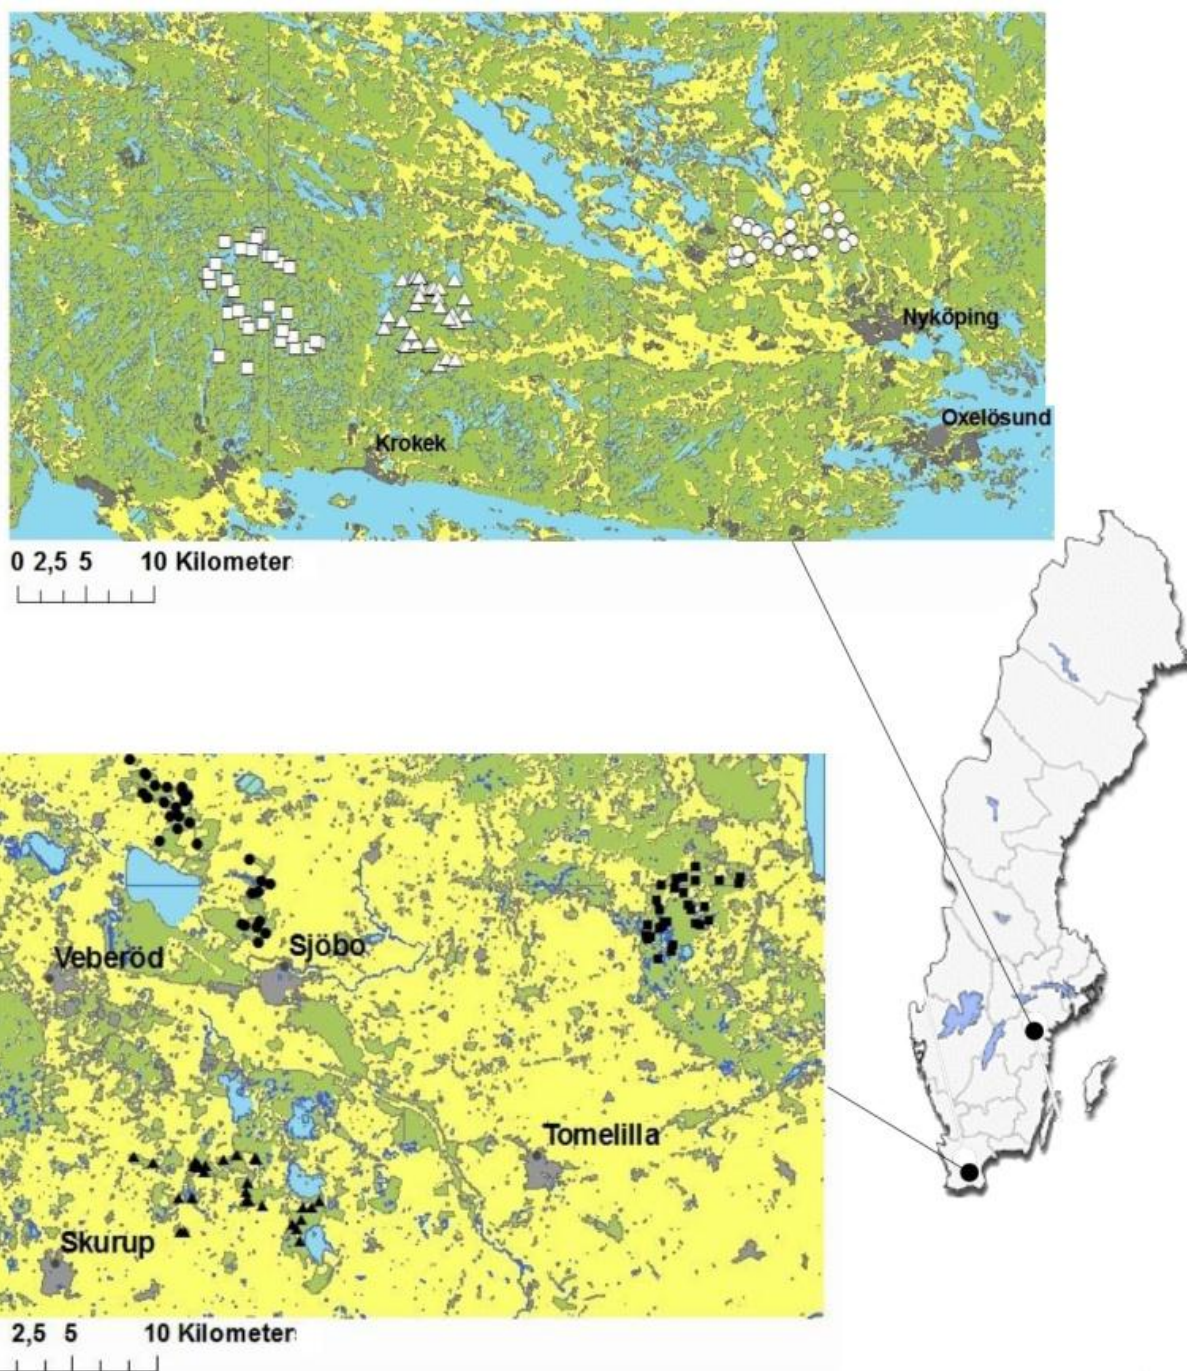 Nyköping
Oxelösund
Krokek
0 2,5 5 10 Kilometer
Veberöd
Sjöbo
Tomelilla
Skurup
2,5 5 10 Kilometer